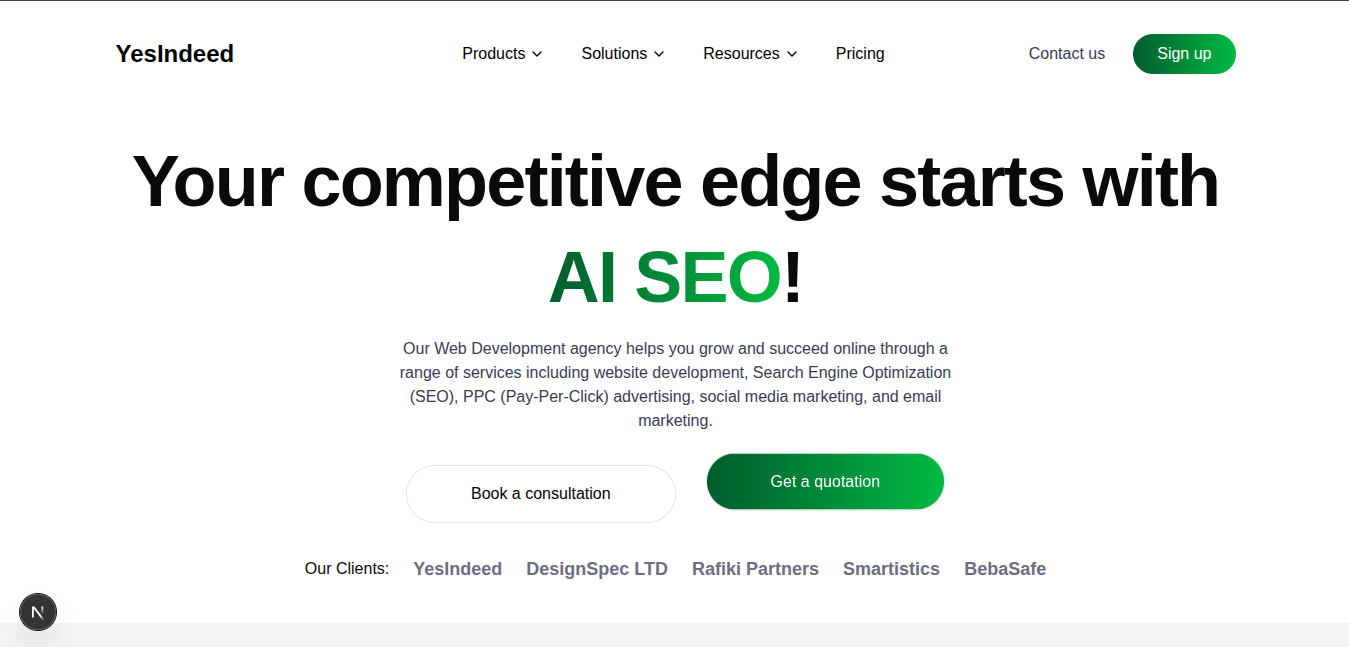 YesIndeed
Products
Solutions
Resources
Pricing
Contact us
Sign up
Your competitive edge starts with
AI SEO!
Our Web Development agency helps you grow and succeed online through a
range of services including website development, Search Engine Optimization
(SEO), PPC (Pay-Per-Click) advertising, social media marketing, and email
marketing.
Book a consultation
Get a quotation
Our Clients: YesIndeed DesignSpec LTD Rafiki Partners Smartistics BebaSafe
N